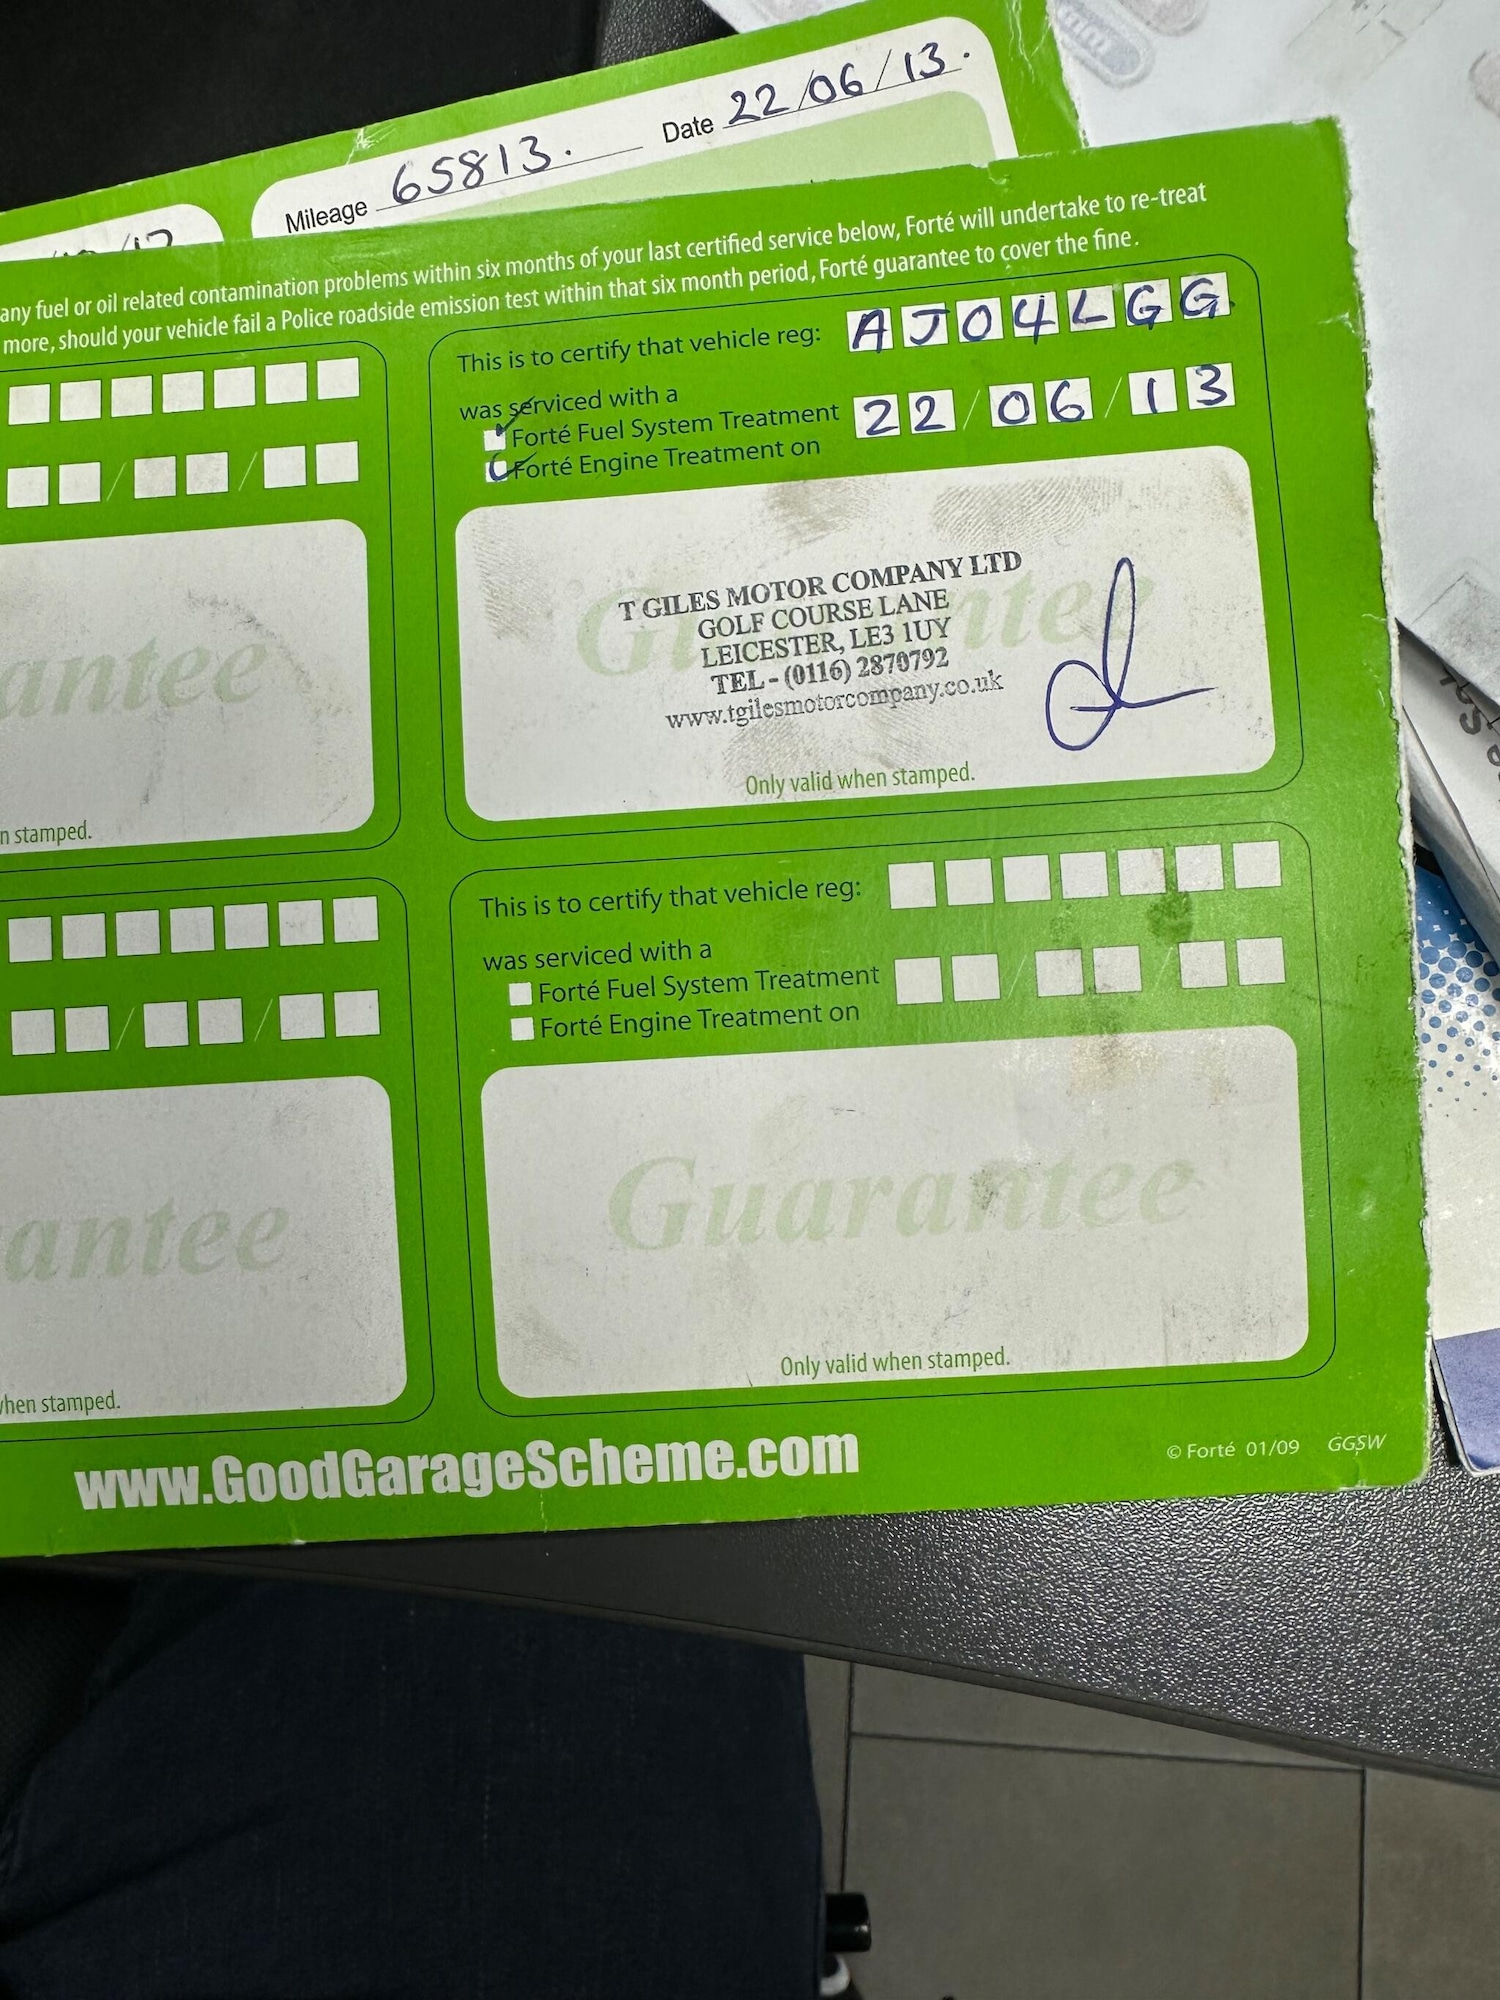 Mileage 65813. Date 22/06/13.
any fuel or oil related contamination problems within six months of your last certified service below, Forté will undertake to re-treat
more, should your vehicle fail a Police roadside emission test within that six month period, Forté guarantee to cover the fine.
This is to certify that vehicle reg: AJ04LGG
was serviced with a
Forté Fuel System Treatment
Forté Engine Treatment on 22/06/13
Guarantee
T GILES MOTOR COMPANY LTD
GOLF COURSE LANE
LEICESTER, LE3 1UY
TEL - (0116) 2870792
www.tgilesmotorcompany.co.uk
Only valid when stamped.
antee
n stamped.
This is to certify that vehicle reg:
was serviced with a
Forté Fuel System Treatment
Forté Engine Treatment on
Guarantee
Only valid when stamped.
antee
when stamped.
www.GoodGarageScheme.com
© Forté 01/09 GGSW